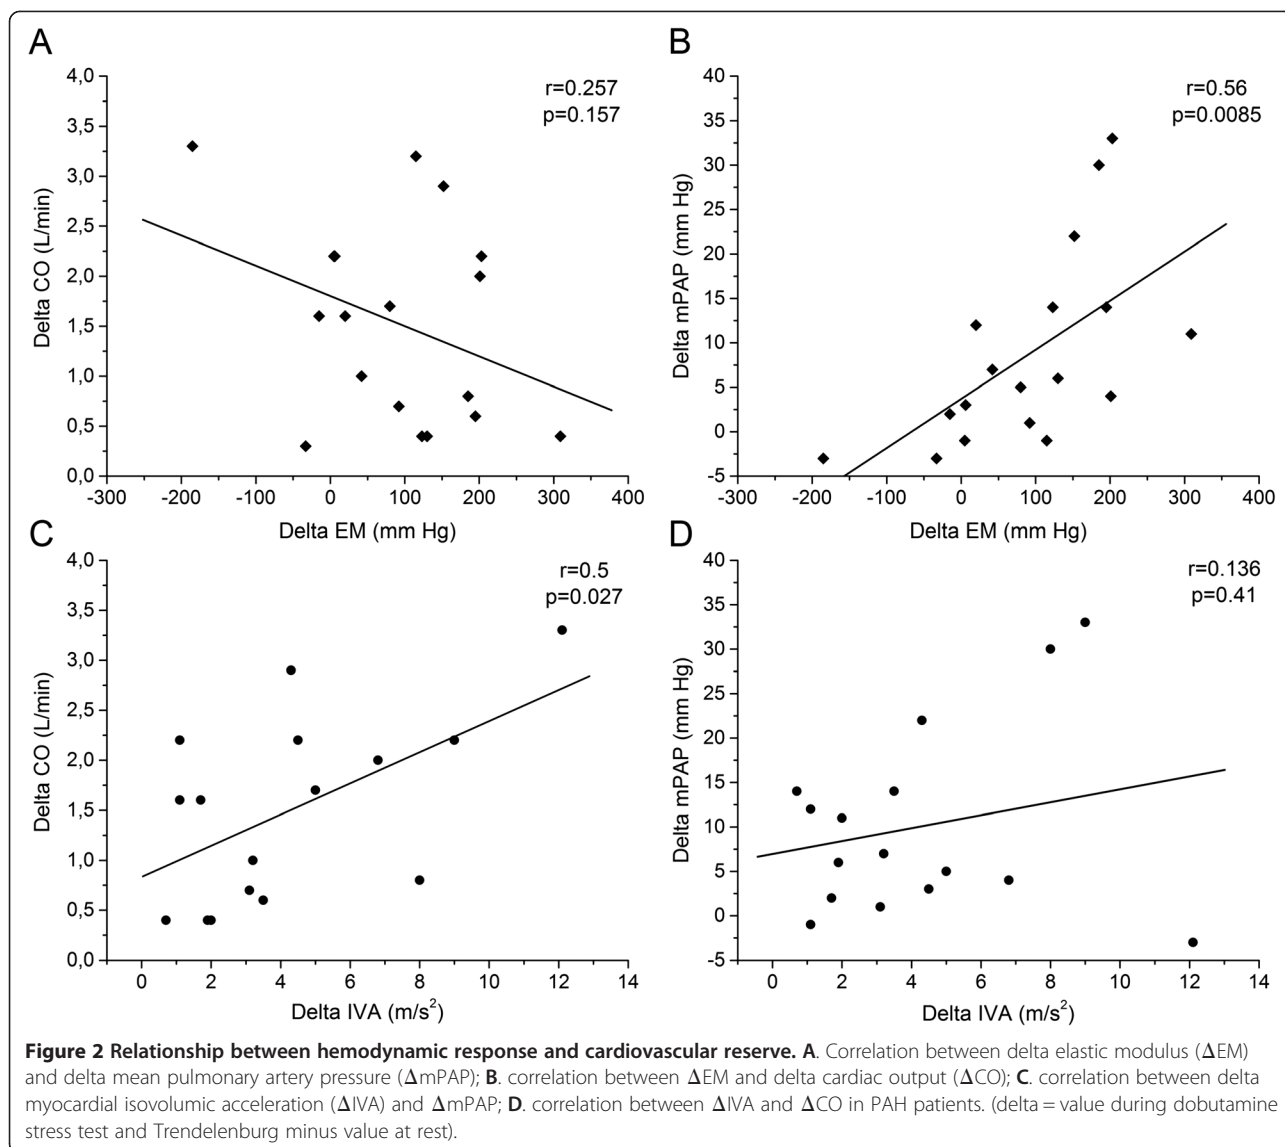 A
B
r=0.257
p=0.157
r=0.56
p=0.0085
4,0
3,5
3,0
2,5
2,0
1,5
1,0
0,5
0,0
Delta CO (L/min)
-300 -200 -100 0 100 200 300 400
Delta EM (mm Hg)
40
35
30
25
20
15
10
5
0
-5
Delta mPAP (mm Hg)
-300 -200 -100 0 100 200 300 400
Delta EM (mm Hg)
C
D
r=0.5
p=0.027
r=0.136
p=0.41
4,0
3,5
3,0
2,5
2,0
1,5
1,0
0,5
0,0
Delta CO (L/min)
0 2 4 6 8 10 12 14
Delta IVA (m/s²)
40
35
30
25
20
15
10
5
0
-5
Delta mPAP (mm Hg)
0 2 4 6 8 10 12 14
Delta IVA (m/s²)
Figure 2 Relationship between hemodynamic response and cardiovascular reserve. A. Correlation between delta elastic modulus (ΔEM)
and delta mean pulmonary artery pressure (ΔmPAP); B. correlation between ΔEM and delta cardiac output (ΔCO); C. correlation between delta
myocardial isovolumic acceleration (ΔIVA) and ΔmPAP; D. correlation between ΔIVA and ΔCO in PAH patients. (delta = value during dobutamine
stress test and Trendelenburg minus value at rest).